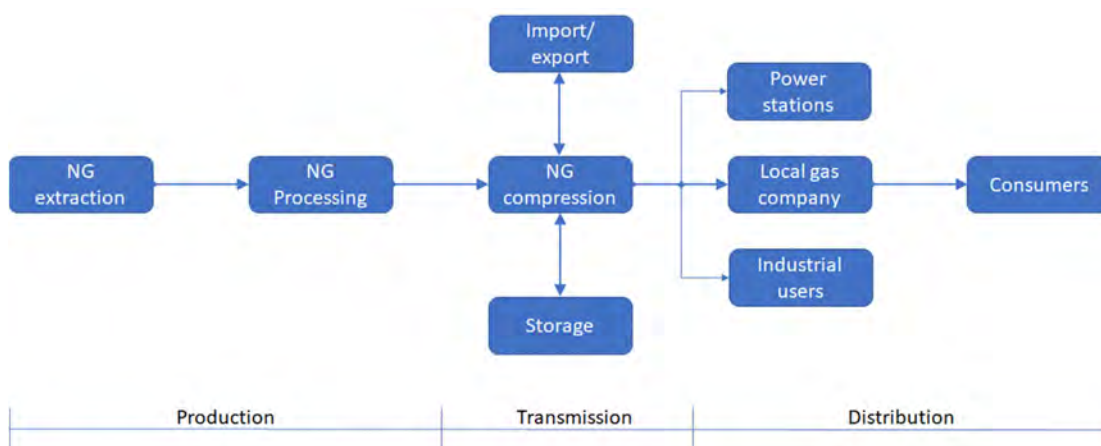 Import/
export
Power
stations
NG
extraction
NG
Processing
NG
compression
Local gas
company
Consumers
Industrial
users
Storage
Production
Transmission
Distribution